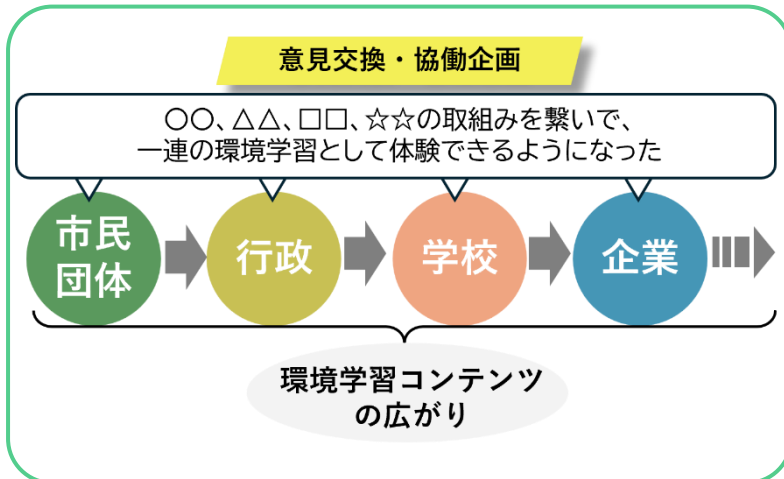 意見交換・協働企画
〇〇、△△、□□、☆☆の取組みを繋いで、
一連の環境学習として体験できるようになった
市民
団体
行政
学校
企業
環境学習コンテンツ
の広がり